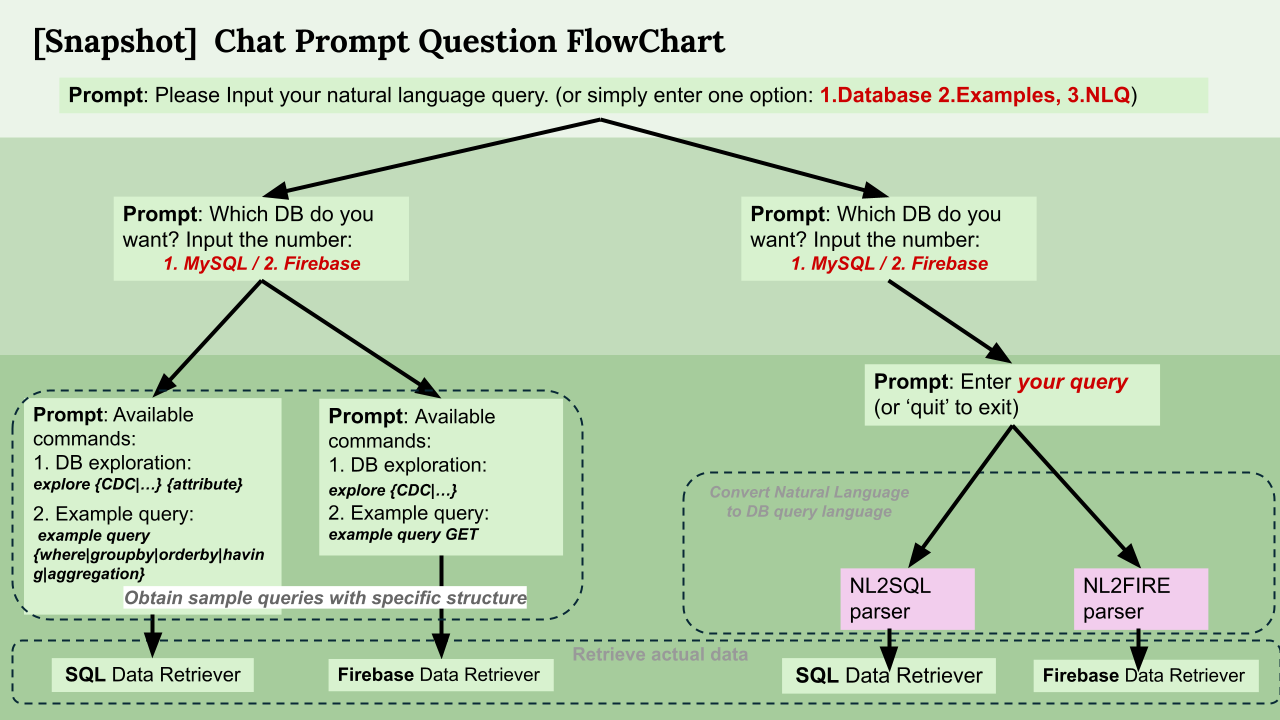 [Snapshot]  Chat Prompt Question FlowChart
Prompt: Please Input your natural language query. (or simply enter one option: 1.Database 2.Examples, 3.NLQ)
Prompt: Which DB do you
want? Input the number:
1. MySQL / 2. Firebase
Prompt: Which DB do you
want? Input the number:
1. MySQL / 2. Firebase
Prompt: Available
commands:
1. DB exploration:
explore {CDC|…} {attribute}
2. Example query:
example query
{where|groupby|orderby|havin
g|aggregation}
Prompt: Available
commands:
1. DB exploration:
explore {CDC|…}
2. Example query:
example query GET
Obtain sample queries with specific structure
Prompt: Enter your query
(or ‘quit’ to exit)
Convert Natural Language
to DB query language
NL2SQL
parser
NL2FIRE
parser
Retrieve actual data
SQL Data Retriever
Firebase Data Retriever
SQL Data Retriever
Firebase Data Retriever